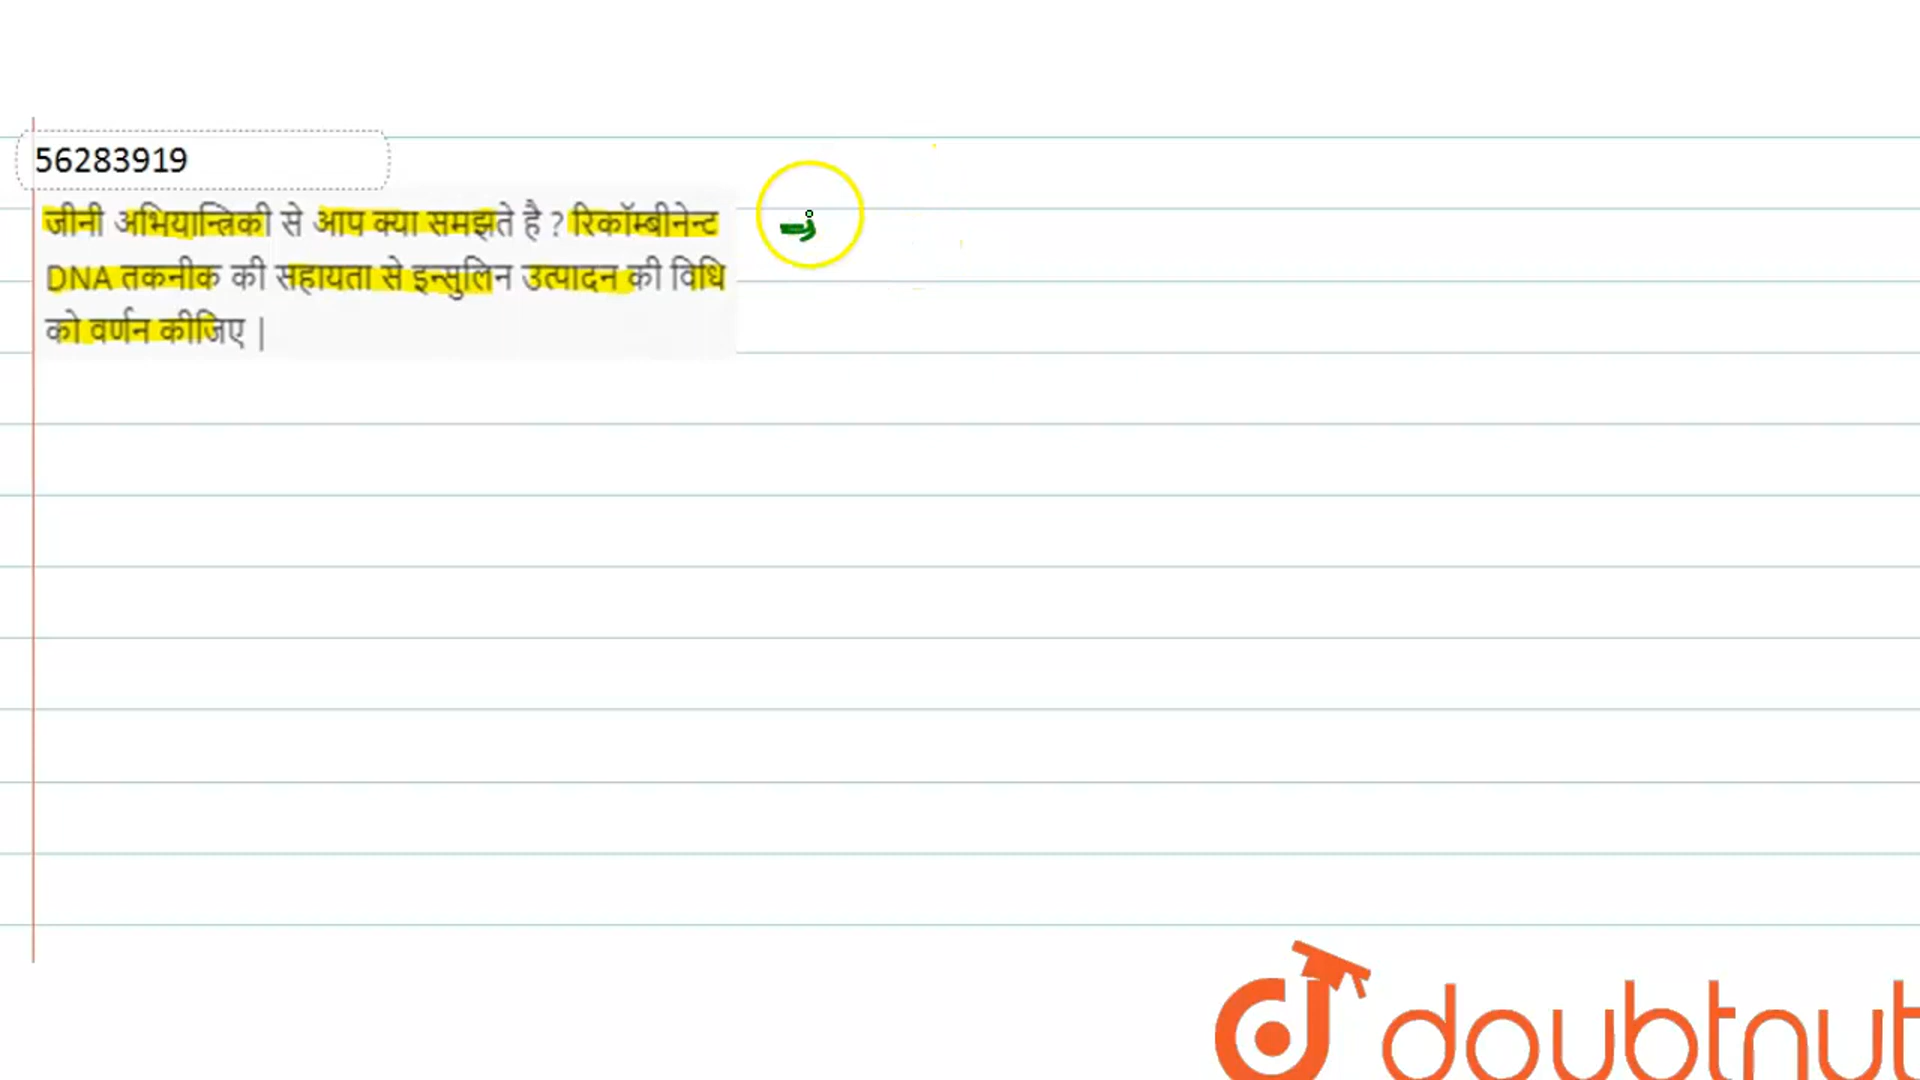 56283919
जीनी अभियान्त्रिकी से आप क्या समझते है ? रिकॉम्बीनेन्ट
DNA तकनीक की सहायता से इन्सुलिन उत्पादन की विधि
को वर्णन कीजिए |
doubtnut